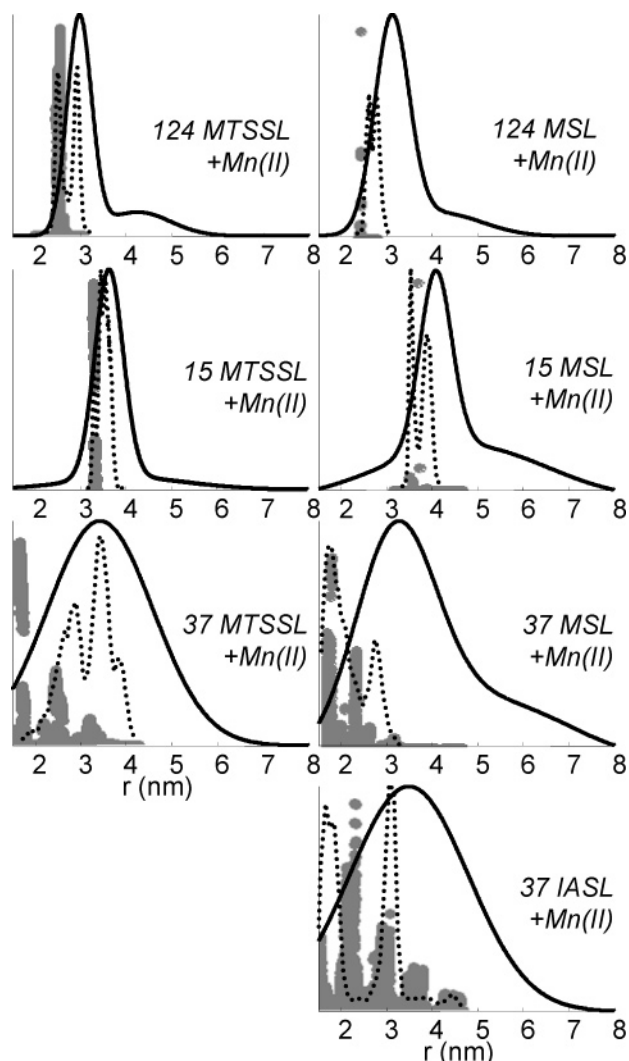 124 MTSSL
+Mn(II)
124 MSL
+Mn(II)
2 3 4 5 6 7 8
2 3 4 5 6 7 8
15 MTSSL
+Mn(II)
15 MSL
+Mn(II)
2 3 4 5 6 7 8
2 3 4 5 6 7 8
37 MTSSL
+Mn(II)
37 MSL
+Mn(II)
2 3 4 5 6 7 8
r (nm)
2 3 4 5 6 7 8
37 IASL
+Mn(II)
2 3 4 5 6 7 8
r (nm)